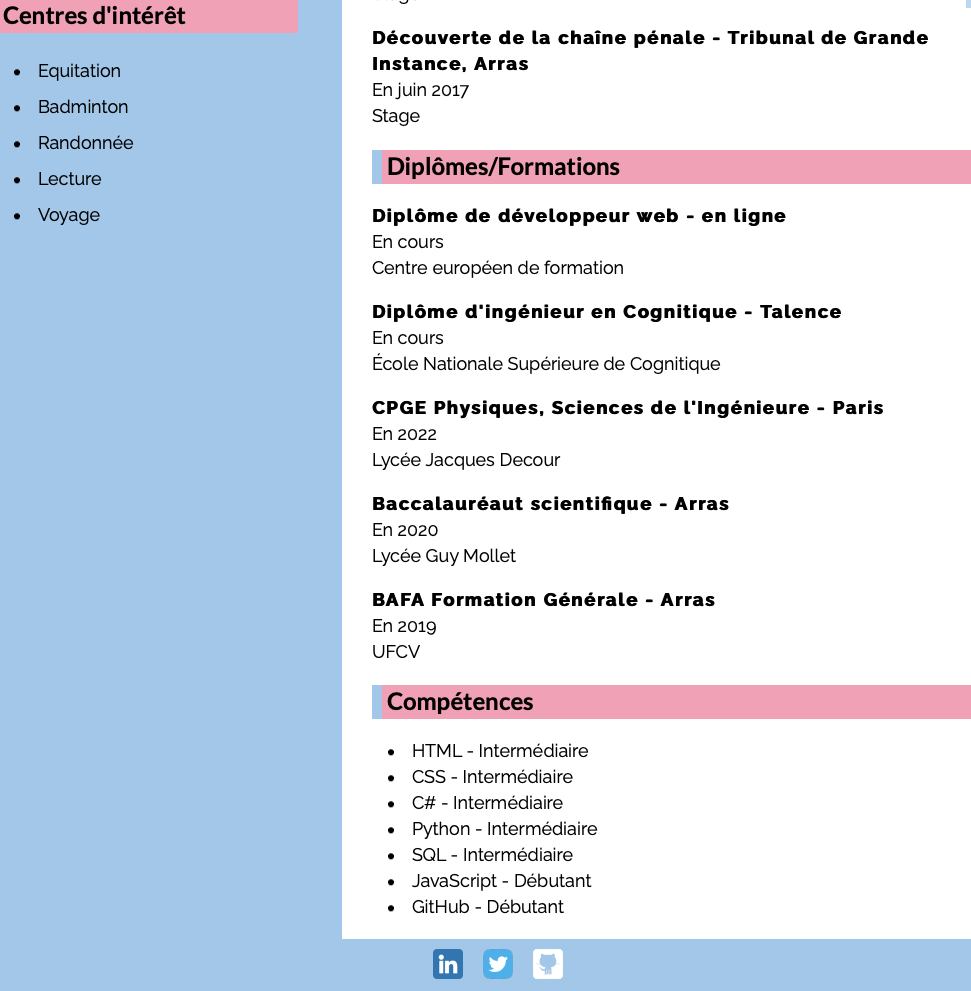 Centres d'intérêt
Equitation
Badminton
Randonnée
Lecture
Voyage
Découverte de la chaîne pénale - Tribunal de Grande
Instance, Arras
En juin 2017
Stage
Diplômes/Formations
Diplôme de développeur web - en ligne
En cours
Centre européen de formation
Diplôme d'ingénieur en Cognitique - Talence
En cours
École Nationale Supérieure de Cognitique
CPGE Physiques, Sciences de l'Ingénieure - Paris
En 2022
Lycée Jacques Decour
Baccalauréaut scientifique - Arras
En 2020
Lycée Guy Mollet
BAFA Formation Générale - Arras
En 2019
UFCV
Compétences
HTML - Intermédiaire
CSS - Intermédiaire
C# - Intermédiaire
Python - Intermédiaire
SQL - Intermédiaire
JavaScript - Débutant
GitHub - Débutant
in